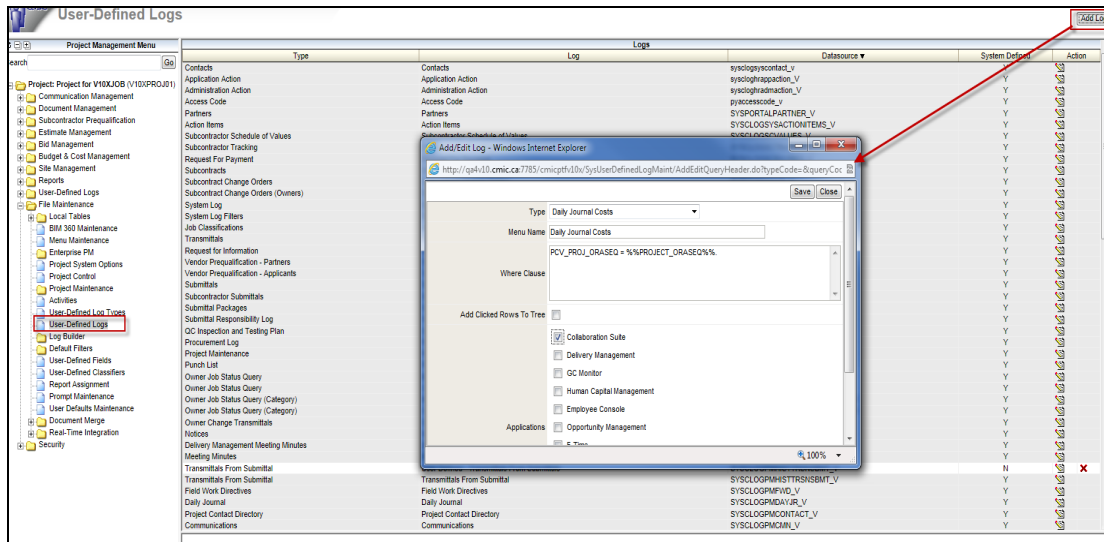 User-Defined Logs
Project Management Menu
Go
Project: Project for V10XJOB (V10XPROJ01)
Communication Management
Document Management
Subcontractor Prequalification
Estimate Management
Bid Management
Budget & Cost Management
Site Management
Reports
User-Defined Logs
File Maintenance
Local Tables
BIM 360 Maintenance
Menu Maintenance
Enterprise PM
Project System Options
Project Control
Project Maintenance
Activities
User-Defined Log Types
User-Defined Logs
Log Builder
Default Filters
User-Defined Fields
User-Defined Classifiers
Report Assignment
Prompt Maintenance
User Defaults Maintenance
Document Merge
Real-Time Integration
Security
Logs
Type Log Datasource ▼ System Defined Action
Contacts Contacts sysclogsyscontact_v Y
Application Action Application Action syscloghrappaction_V Y
Administration Action Administration Action syscloghradmaction_V Y
Access Code Access Code pyaccesscode_v Y
Partners Partners SYSPORTALPARTNER_V Y
Action Items Action Items SYSCLOGSYSACTIONITEMS_V Y
Subcontractor Schedule of Values Subcontractor Schedule of Values SYSCLOGSCVALUES_V Y
Subcontractor Tracking Y
Request For Payment Y
Subcontracts Y
Subcontract Change Orders Y
Subcontract Change Orders (Owners) Y
System Log Y
System Log Filters Y
Job Classifications Y
Transmittals Y
Request for Information Y
Vendor Prequalification - Partners Y
Vendor Prequalification - Applicants Y
Submittals Y
Subcontractor Submittals Y
Submittal Packages Y
Submittal Responsibility Log Y
QC Inspection and Testing Plan Y
Procurement Log Y
Project Maintenance Y
Punch List Y
Owner Job Status Query Y
Owner Job Status Query Y
Owner Job Status Query (Category) Y
Owner Job Status Query (Category) Y
Owner Change Transmittals Y
Notices Y
Delivery Management Meeting Minutes Y
Meeting Minutes Y
Transmittals From Submittal N
Transmittals From Submittal Transmittals From Submittal SYSCLOGPMHISTTRSNSBMT_V Y
Field Work Directives Field Work Directives SYSCLOGPMFWD_V Y
Daily Journal Daily Journal SYSCLOGPMDAYJR_V Y
Project Contact Directory Project Contact Directory SYSCLOGPMCONTACT_V Y
Communications Communications SYSCLOGPMCMN_V Y
Add/Edit Log - Windows Internet Explorer
http://qa4v10.cmic.ca:7785/cmicptfv10x/SysUserDefinedLogMaint/AddEditQueryHeader.do?typeCode=&queryCoc
Save Close
Type Daily Journal Costs
Menu Name Daily Journal Costs
Where Clause PCV_PROJ_ORASEQ = %%PROJECT_ORASEQ%%.
Add Clicked Rows To Tree
Collaboration Suite
Delivery Management
GC Monitor
Human Capital Management
Employee Console
Applications Opportunity Management
E-Time
100%